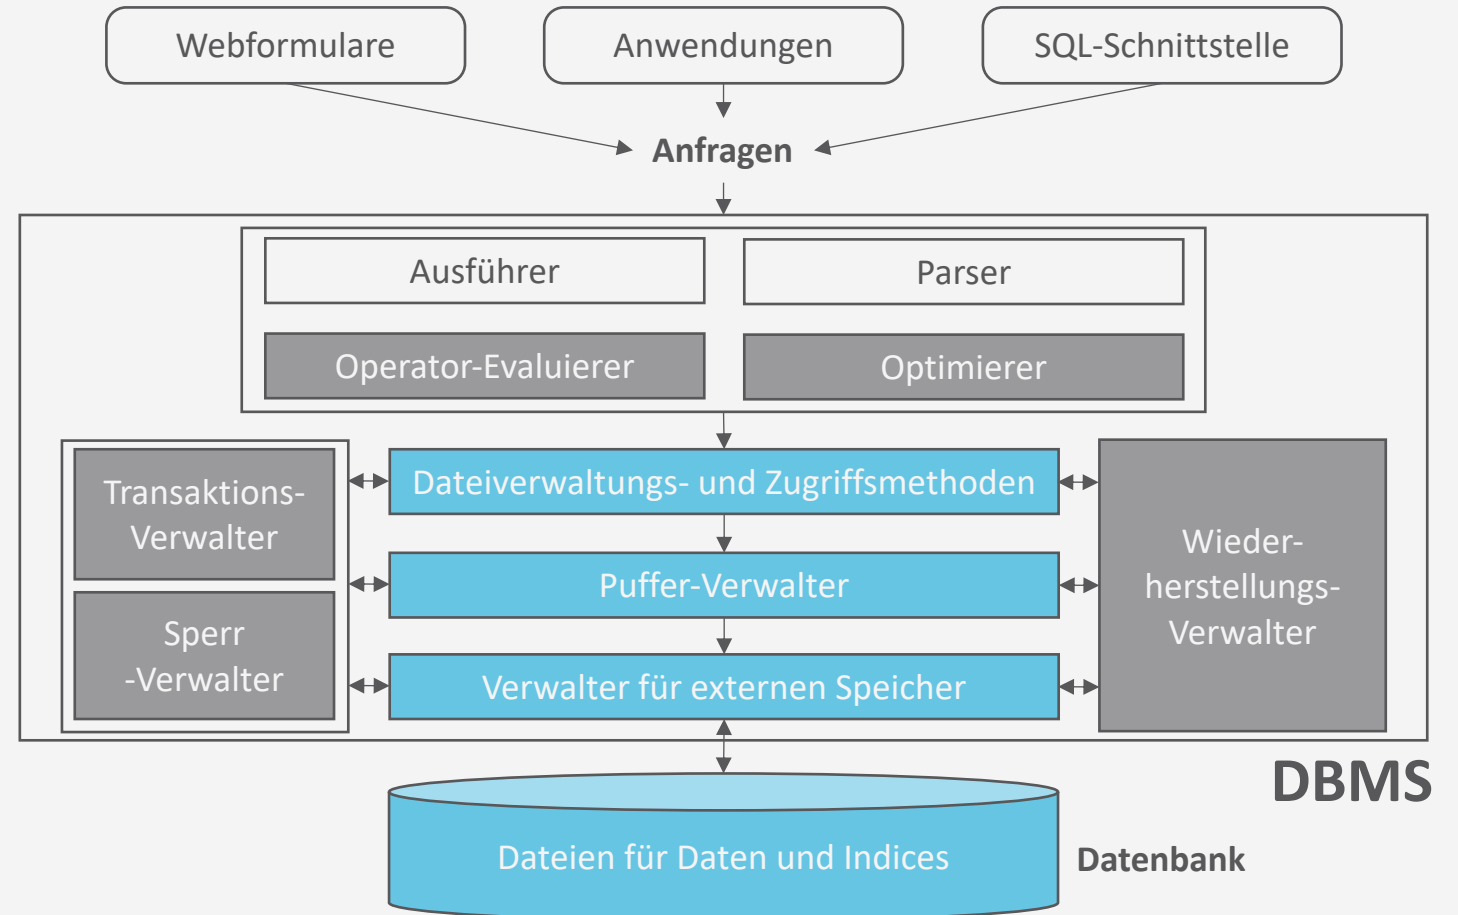 Webformulare
Anwendungen
SQL-Schnittstelle
Anfragen
Ausführer
Parser
Operator-Evaluierer
Optimierer
Transaktions-
Verwalter
Sperr
-Verwalter
Dateiverwaltungs- und Zugriffsmethoden
Puffer-Verwalter
Verwalter für externen Speicher
Wieder-
herstellungs-
Verwalter
DBMS
Dateien für Daten und Indices
Datenbank